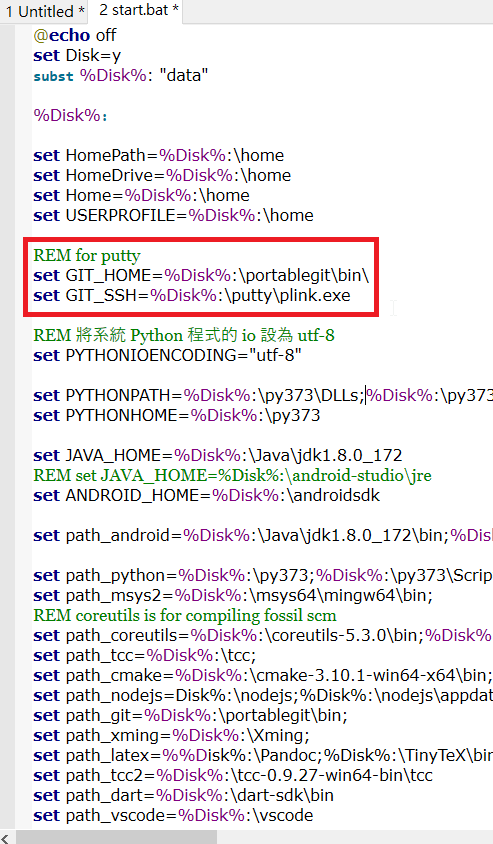 1 Untitled * 2 start.bat *
@echo off
set Disk=y
subst %Disk%: "data"
%Disk%:
set HomePath=%Disk%:\home
set HomeDrive=%Disk%:\home
set Home=%Disk%:\home
set USERPROFILE=%Disk%:\home
REM for putty
set GIT_HOME=%Disk%:\portablegit\bin\
set GIT_SSH=%Disk%:\putty\plink.exe
REM 將系統 Python 程式的 io 設為 utf-8
set PYTHONIOENCODING="utf-8"
set PYTHONPATH=%Disk%:\py373\DLLs;%Disk%:\py373
set PYTHONHOME=%Disk%:\py373
set JAVA_HOME=%Disk%:\Java\jdk1.8.0_172
REM set JAVA_HOME=%Disk%:\android-studio\jre
set ANDROID_HOME=%Disk%:\androidsdk
set path_android=%Disk%:\Java\jdk1.8.0_172\bin;%Dis
set path_python=%Disk%:\py373;%Disk%:\py373\Scrip
set path_msys2=%Disk%:\msys64\mingw64\bin;
REM coreutils is for compiling fossil scm
set path_coreutils=%Disk%:\coreutils-5.3.0\bin;%Disk%
set path_tcc=%Disk%:\tcc;
set path_cmake=%Disk%:\cmake-3.10.1-win64-x64\bin;
set path_nodejs=Disk%:\nodejs;%Disk%:\nodejs\appdat
set path_git=%Disk%:\portablegit\bin;
set path_xming=%Disk%:\Xming;
set path_latex=%%Disk%:\Pandoc;%Disk%:\TinyTeX\bin
set path_tcc2=%Disk%:\tcc-0.9.27-win64-bin\tcc
set path_dart=%Disk%:\dart-sdk\bin
set path_vscode=%Disk%:\vscode